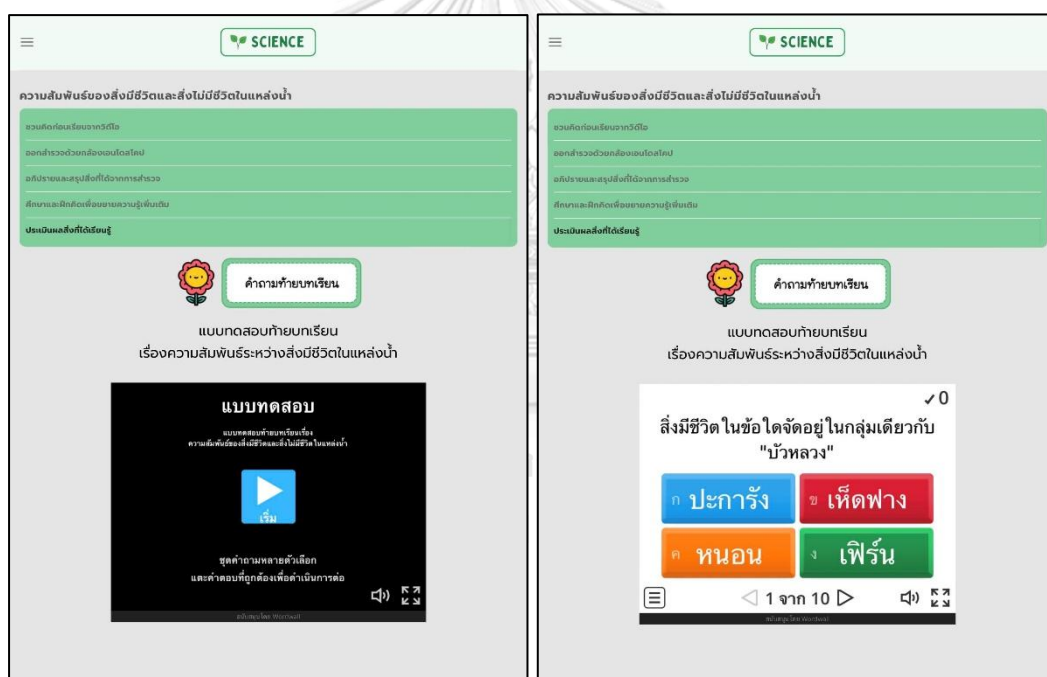 SCIENCE
ความสัมพันธ์ของสิ่งมีชีวิตและสิ่งไม่มีชีวิตในแหล่งน้ำ
ชวนคิดก่อนเรียนจากวิดีโอ
ออกสำรวจด้วยกล้องเอนโดสโคป
อภิปรายและสรุปสิ่งที่ได้จากการสำรวจ
ศึกษาและฝึกคิดเพื่อขยายความรู้เพิ่มเติม
ประเมินผลสิ่งที่ได้เรียนรู้
คำถามท้ายบทเรียน
แบบทดสอบท้ายบทเรียน
เรื่องความสัมพันธ์ระหว่างสิ่งมีชีวิตในแหล่งน้ำ
แบบทดสอบ
แบบทดสอบท้ายบทเรียนเรื่อง
ความสัมพันธ์ของสิ่งมีชีวิตและสิ่งไม่มีชีวิตในแหล่งน้ำ
เริ่ม
ชุดคำถามหลายตัวเลือก
แตะคำตอบที่ถูกต้องเพื่อดำเนินการต่อ
สนับสนุนโดย Wordwall
SCIENCE
ความสัมพันธ์ของสิ่งมีชีวิตและสิ่งไม่มีชีวิตในแหล่งน้ำ
ชวนคิดก่อนเรียนจากวิดีโอ
ออกสำรวจด้วยกล้องเอนโดสโคป
อภิปรายและสรุปสิ่งที่ได้จากการสำรวจ
ศึกษาและฝึกคิดเพื่อขยายความรู้เพิ่มเติม
ประเมินผลสิ่งที่ได้เรียนรู้
คำถามท้ายบทเรียน
แบบทดสอบท้ายบทเรียน
เรื่องความสัมพันธ์ระหว่างสิ่งมีชีวิตในแหล่งน้ำ
✓0
สิ่งมีชีวิตในข้อใดจัดอยู่ในกลุ่มเดียวกับ
"บัวหลวง"
ก ปะการัง
ข เห็ดฟาง
ค หนอน
ง เฟิร์น
1 จาก 10
สนับสนุนโดย Wordwall